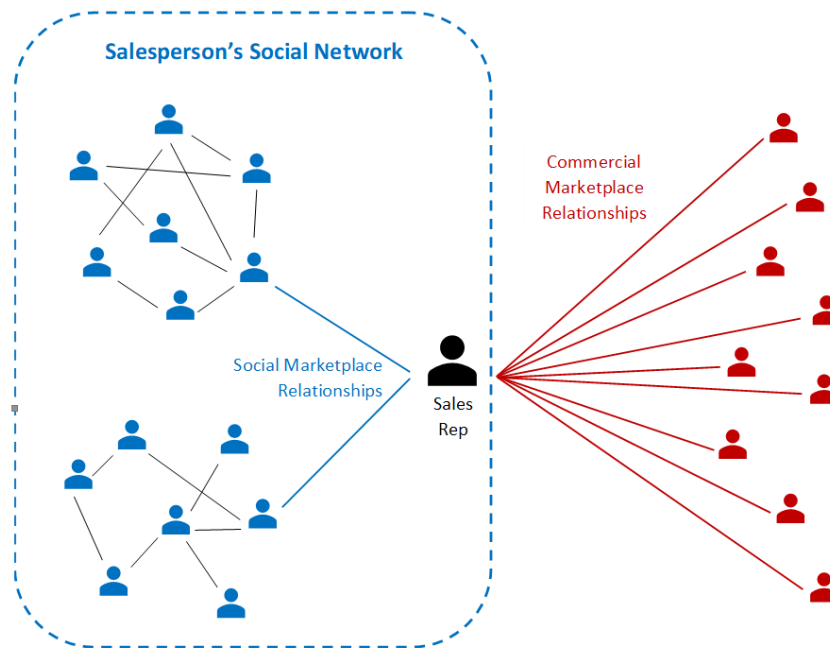 Salesperson’s Social Network
Commercial
Marketplace
Relationships
Social Marketplace
Relationships
Sales
Rep